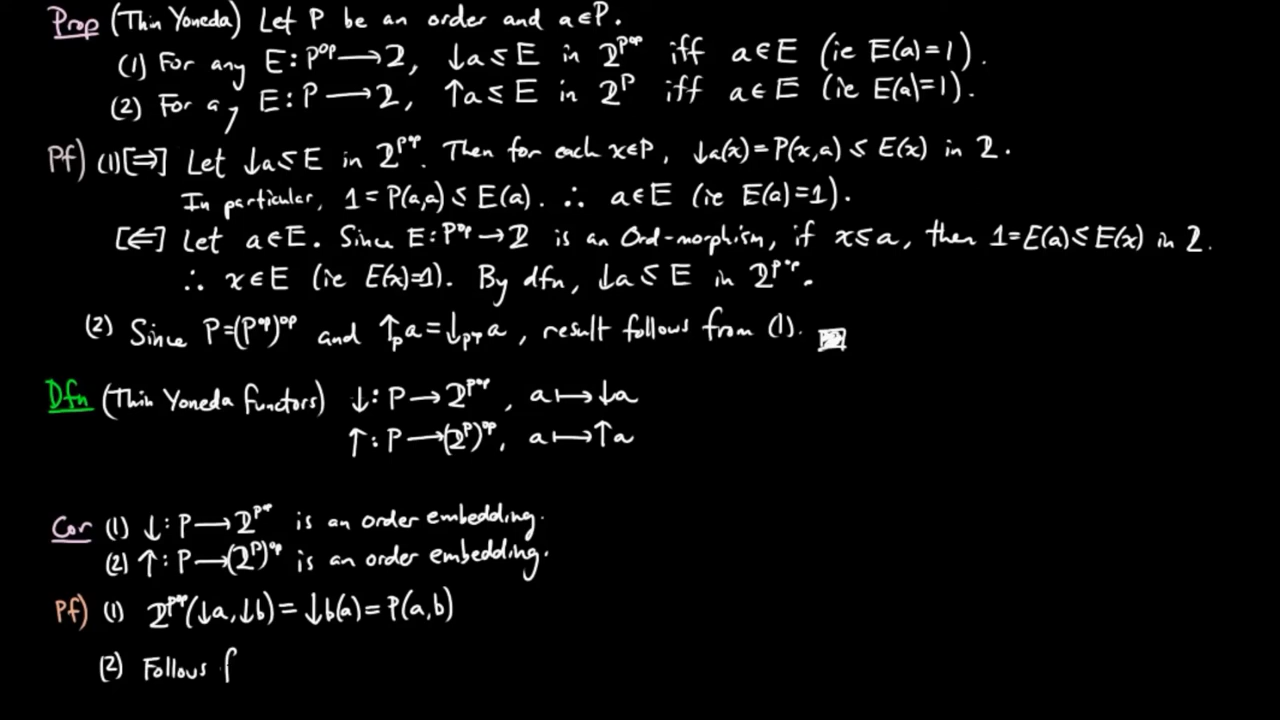 Prop (Thin Yoneda) Let P be an order and a∈P.
(1) For any E: P^op → 2, ↓a ≤ E in 2^{P^op} iff a∈E (ie E(a)=1).
(2) For any E: P → 2, ↑a ≤ E in 2^P iff a∈E (ie E(a)=1).
Pf) (1)[⇒] Let ↓a ≤ E in 2^{P^op}. Then for each x∈P, ↓a(x) = P(x,a) ≤ E(x) in 2.
In particular, 1 = P(a,a) ≤ E(a). ∴ a∈E (ie E(a)=1).
[⇐] Let a∈E. Since E: P^op → 2 is an Ord-morphism, if x≤a, then 1=E(a)≤E(x) in 2.
∴ x∈E (ie E(x)=1). By dfn, ↓a ≤ E in 2^{P^op}.
(2) Since P=(P^op)^op and ↑_P a = ↓_{P^op} a, result follows from (1).
Dfn (Thin Yoneda functors) ↓: P → 2^{P^op}, a ↦ ↓a
↑: P → (2^P)^op, a ↦ ↑a
Cor (1) ↓: P → 2^{P^op} is an order embedding.
(2) ↑: P → (2^P)^op is an order embedding.
Pf) (1) 2^{P^op}(↓a, ↓b) = ↓b(a) = P(a,b)
(2) Follows f